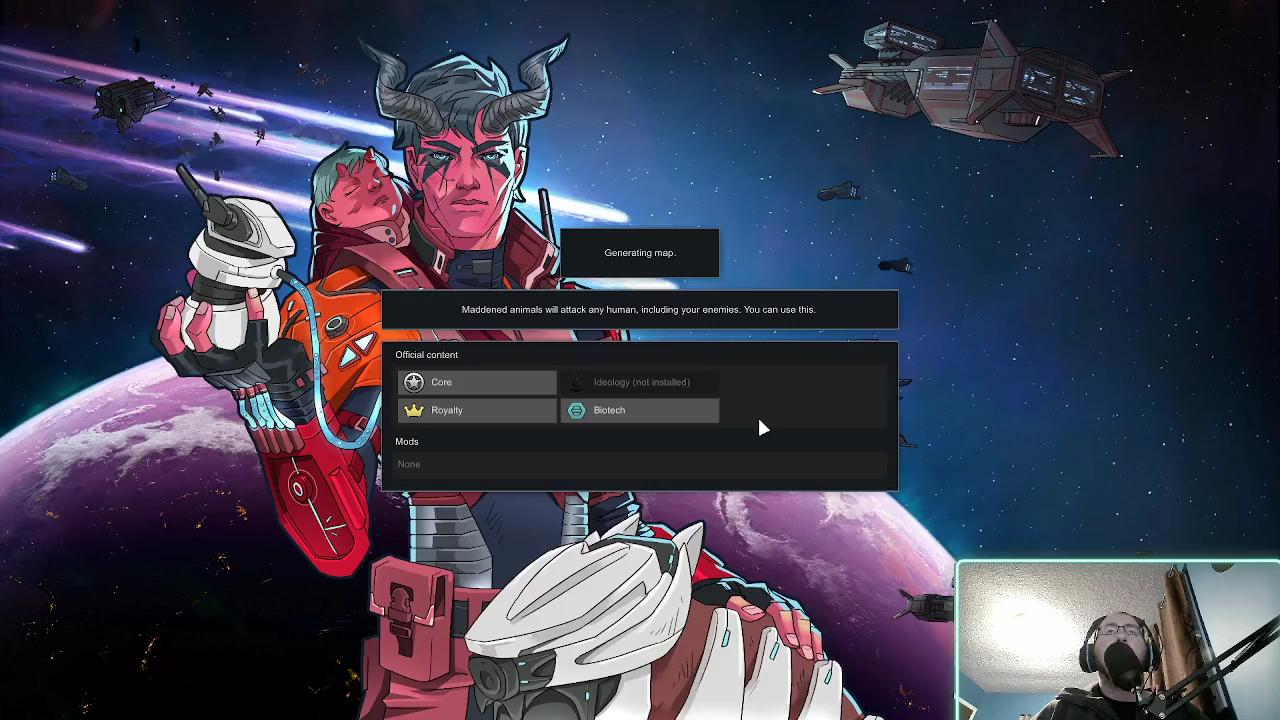 Generating map.
Maddened animals will attack any human, including your enemies. You can use this.
Official content
Core
Ideology (not installed)
Royalty
Biotech
Mods
None